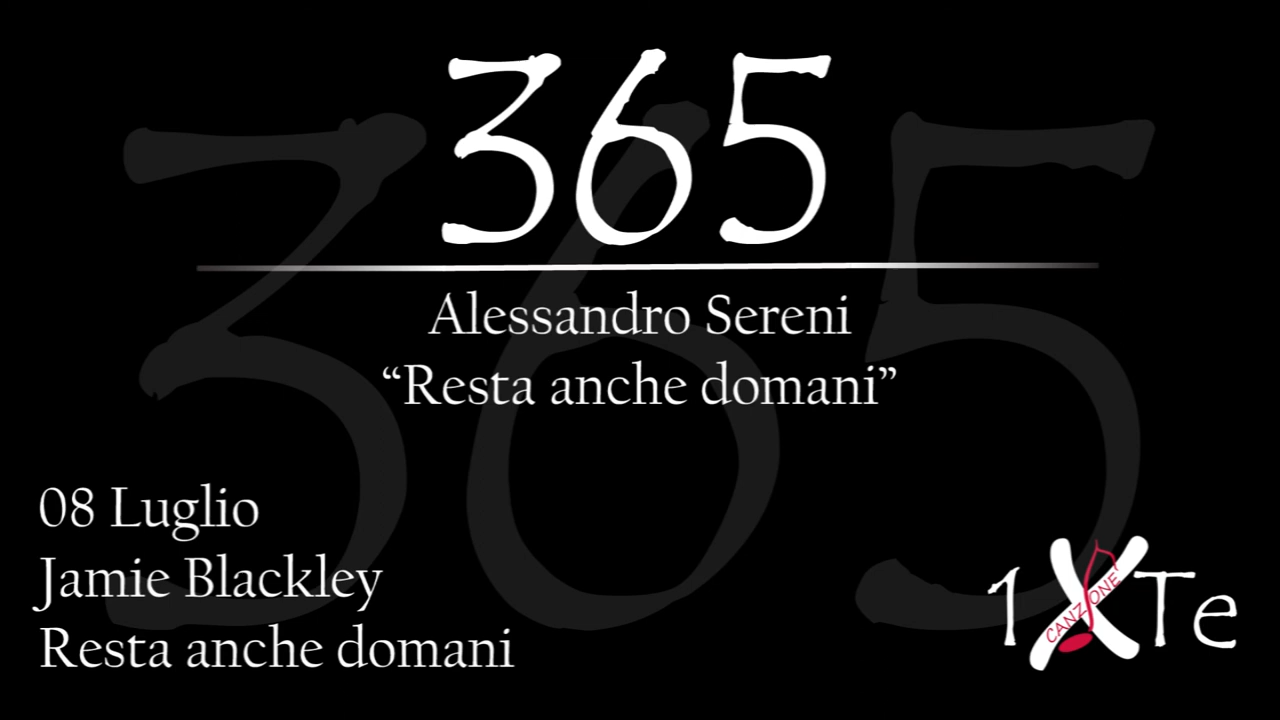 365
Alessandro Sereni
“Resta anche domani”
08 Luglio
Jamie Blackley
Resta anche domani
1XTe
CANZONE